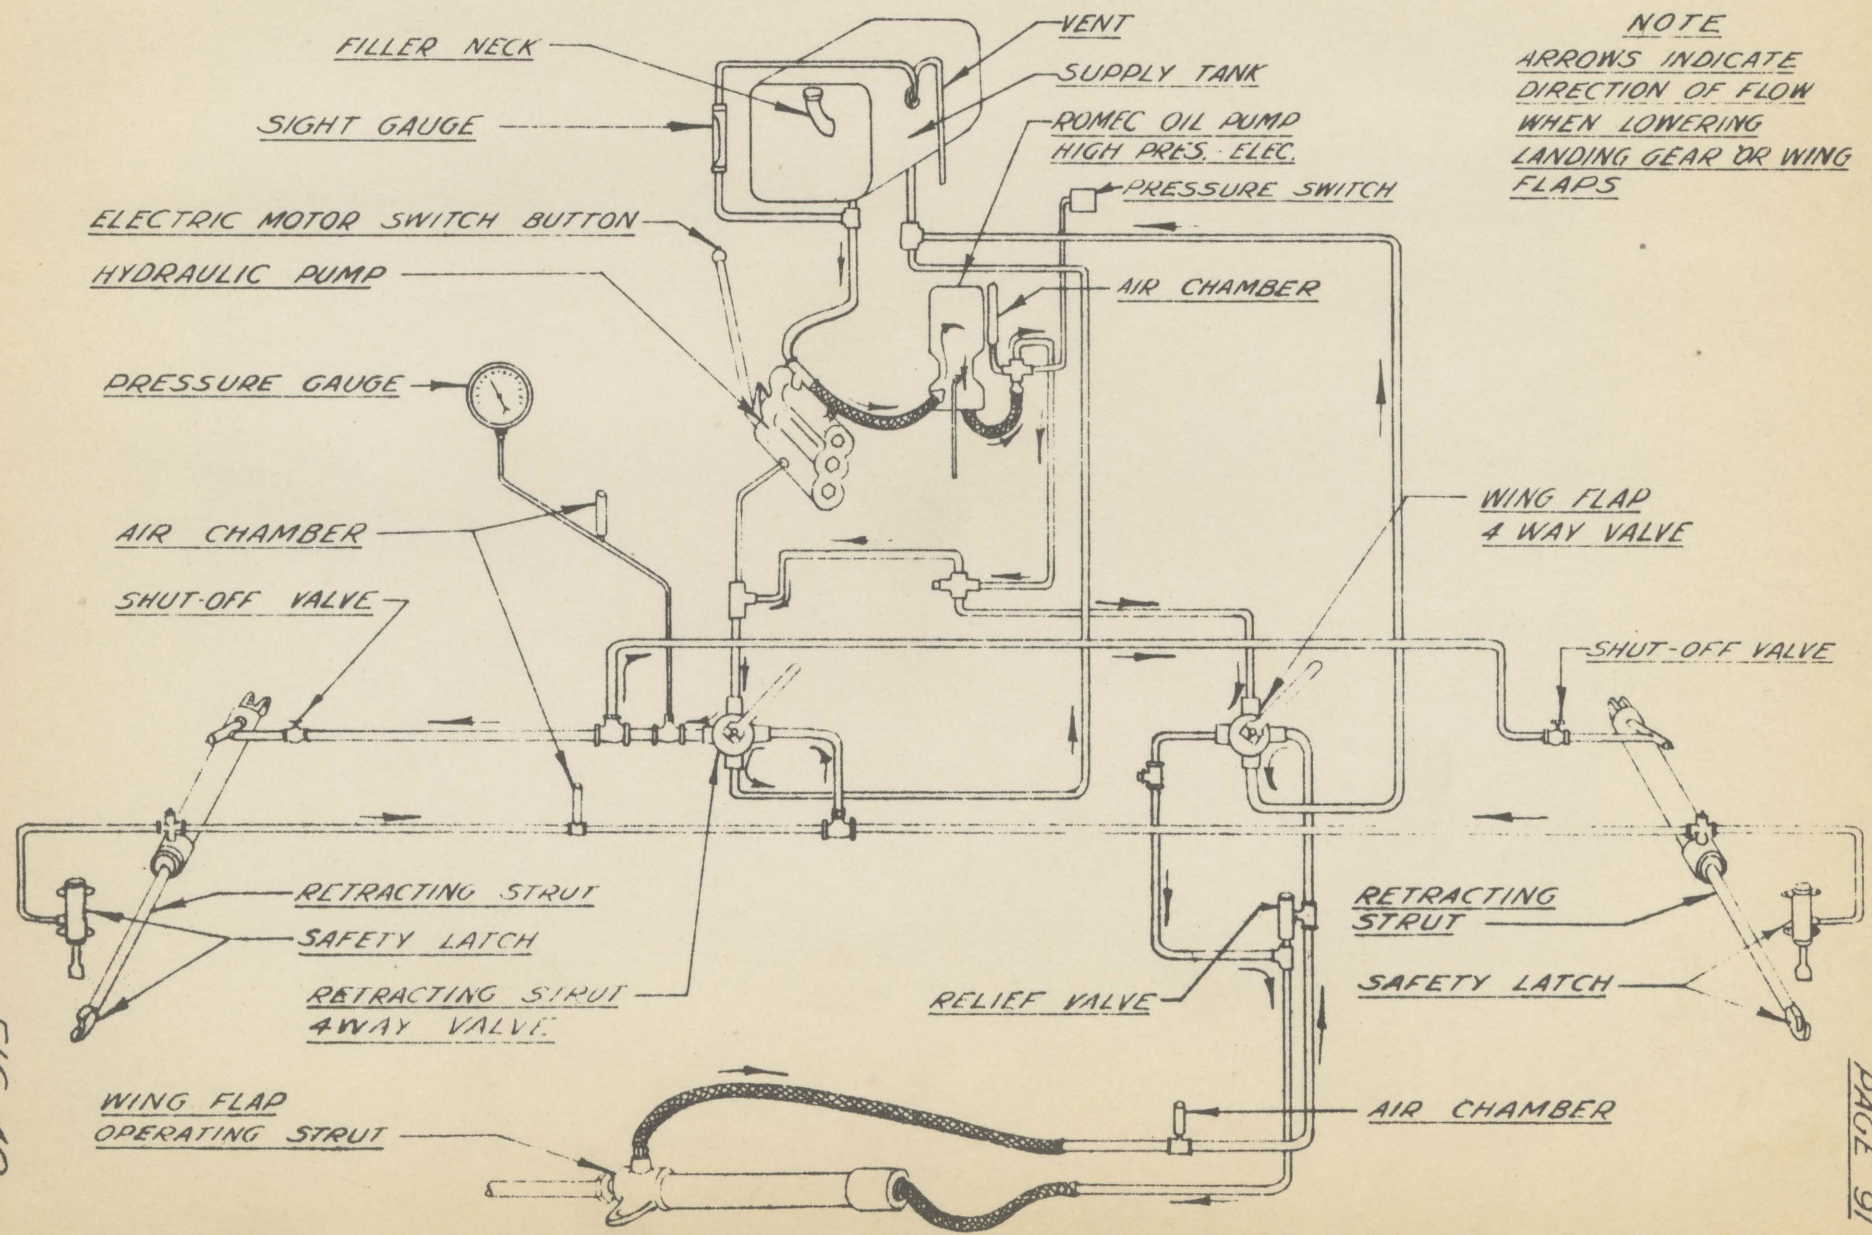 FILLER NECK
SIGHT GAUGE
ELECTRIC MOTOR SWITCH BUTTON
HYDRAULIC PUMP
PRESSURE GAUGE
AIR CHAMBER
SHUT-OFF VALVE
RETRACTING STRUT
SAFETY LATCH
RETRACTING STRUT
4 WAY VALVE
WING FLAP
OPERATING STRUT
VENT
SUPPLY TANK
ROMEC OIL PUMP
HIGH PRES. ELEC.
PRESSURE SWITCH
AIR CHAMBER
NOTE
ARROWS INDICATE
DIRECTION OF FLOW
WHEN LOWERING
LANDING GEAR OR WING
FLAPS
WING FLAP
4 WAY VALVE
SHUT-OFF VALVE
RETRACTING
STRUT
SAFETY LATCH
RELIEF VALVE
AIR CHAMBER
PAGE 91